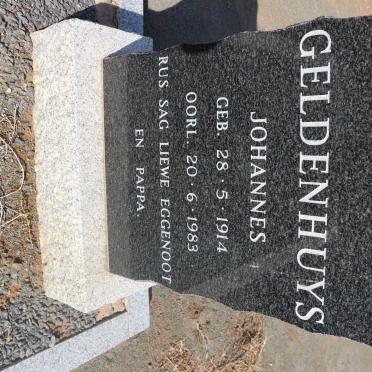 GELDENHUYS
JOHANNES
GEB. 28·5·1914
OORL. 20·6·1983
RUS SAG LIEWE EGGENOOT
EN PAPPA.